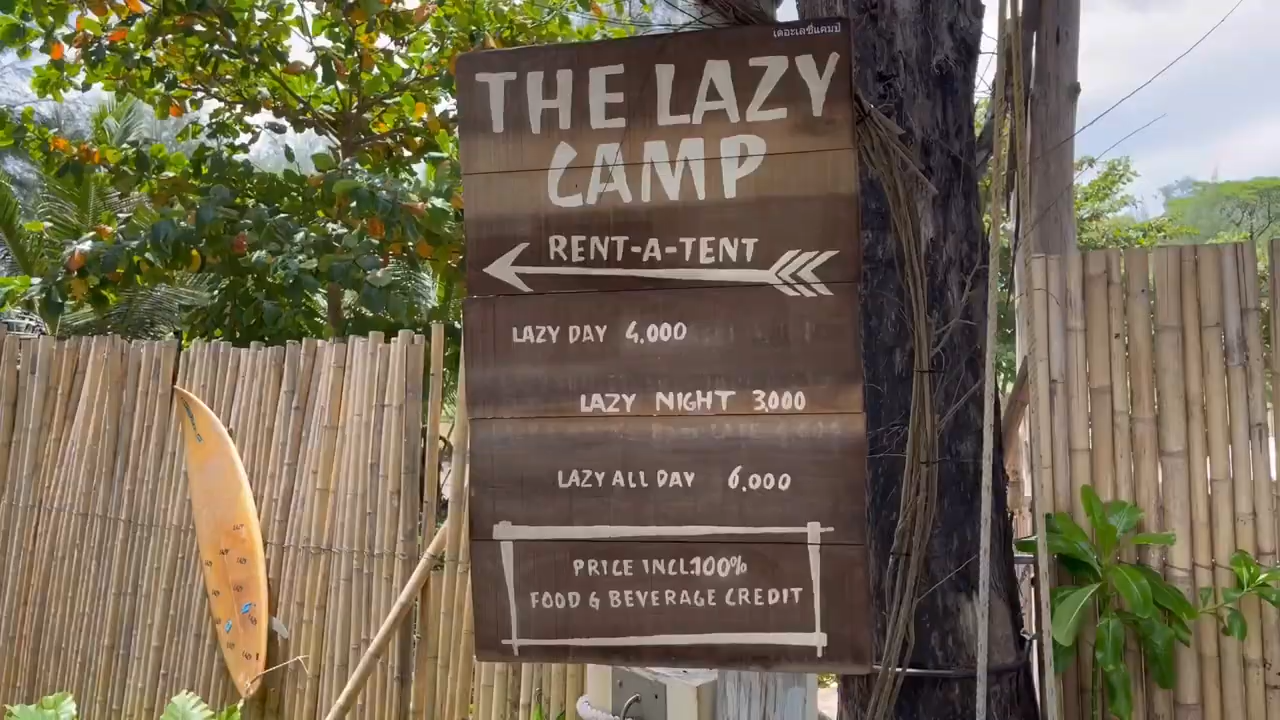 เดอะเลซี่แคมป์
THE LAZY
CAMP
RENT-A-TENT
LAZY DAY 4,000
LAZY NIGHT 3,000
LAZY ALL DAY 6,000
PRICE INCL.100%
FOOD & BEVERAGE CREDIT